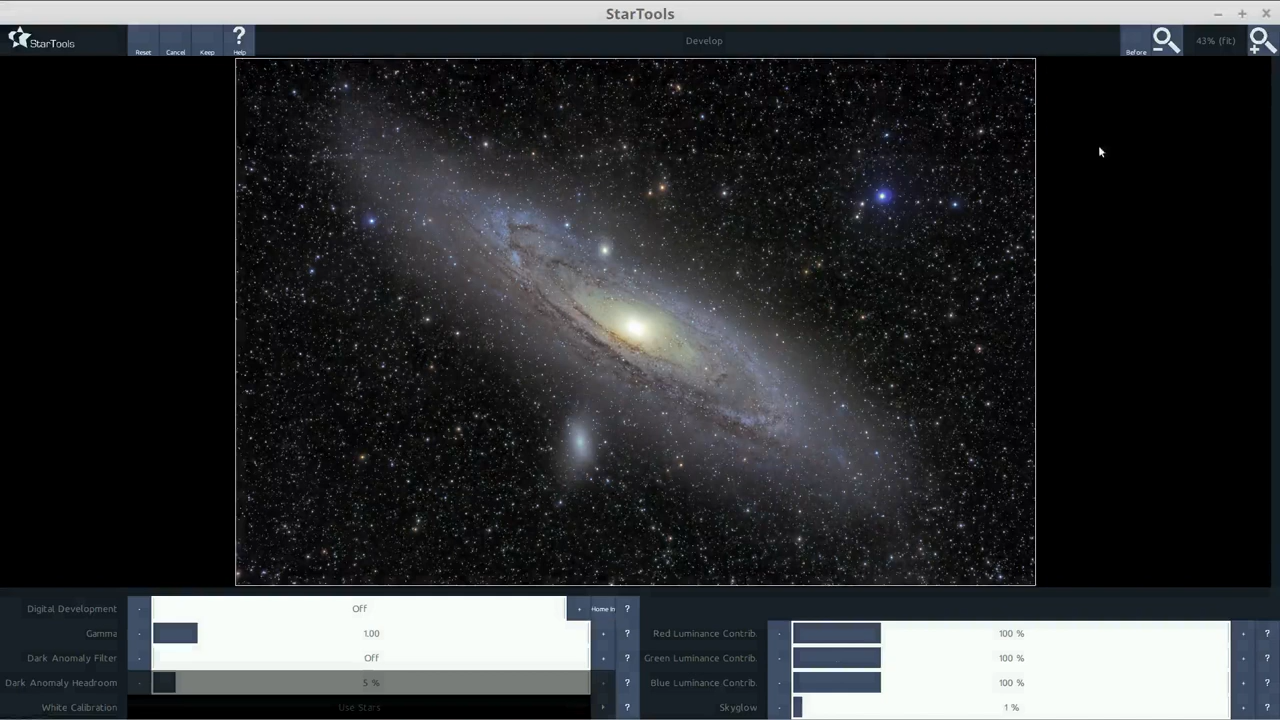 StarTools
StarTools
Reset Cancel Keep ? Help
Develop
Before 43% (fit)
Digital Development - Off + Home In ?
Gamma - 1.00 + ?
Dark Anomaly Filter - Off + ?
Dark Anomaly Headroom - 5 % + ?
White Calibration Use Stars ?
Red Luminance Contrib. - 100 % + ?
Green Luminance Contrib. - 100 % + ?
Blue Luminance Contrib. - 100 % + ?
Skyglow - 1 % + ?